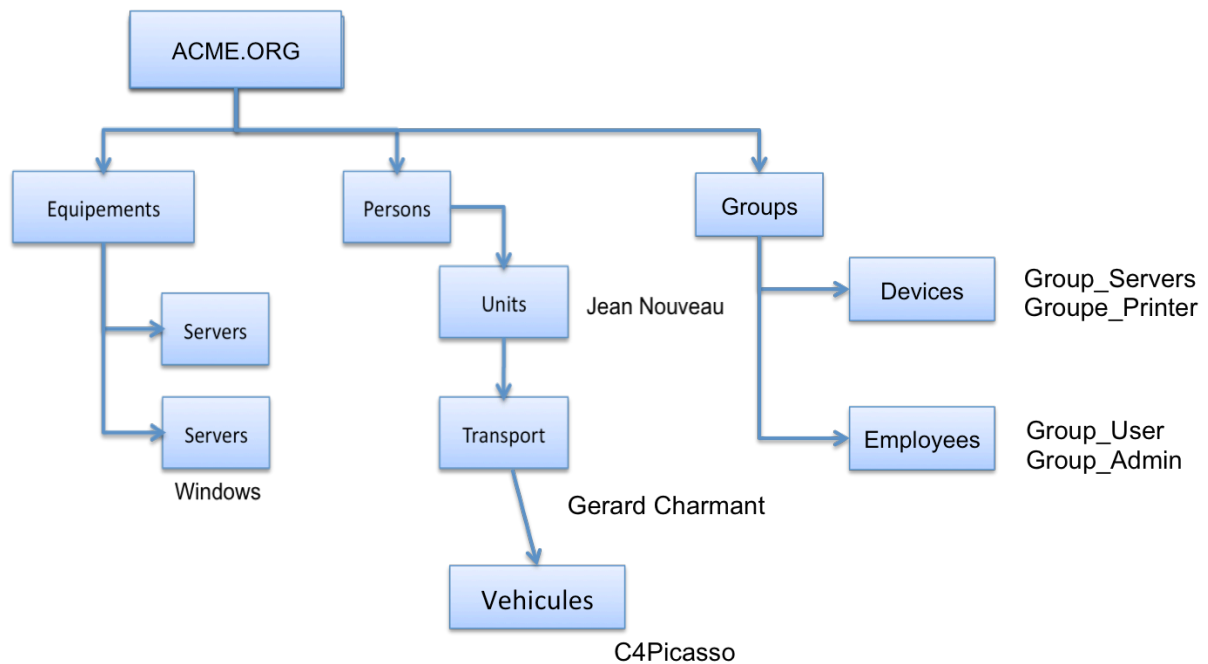 ACME.ORG
Equipements
Persons
Groups
Units
Jean Nouveau
Devices
Group_Servers
Groupe_Printer
Servers
Servers
Windows
Transport
Employees
Group_User
Group_Admin
Gerard Charmant
Vehicules
C4Picasso